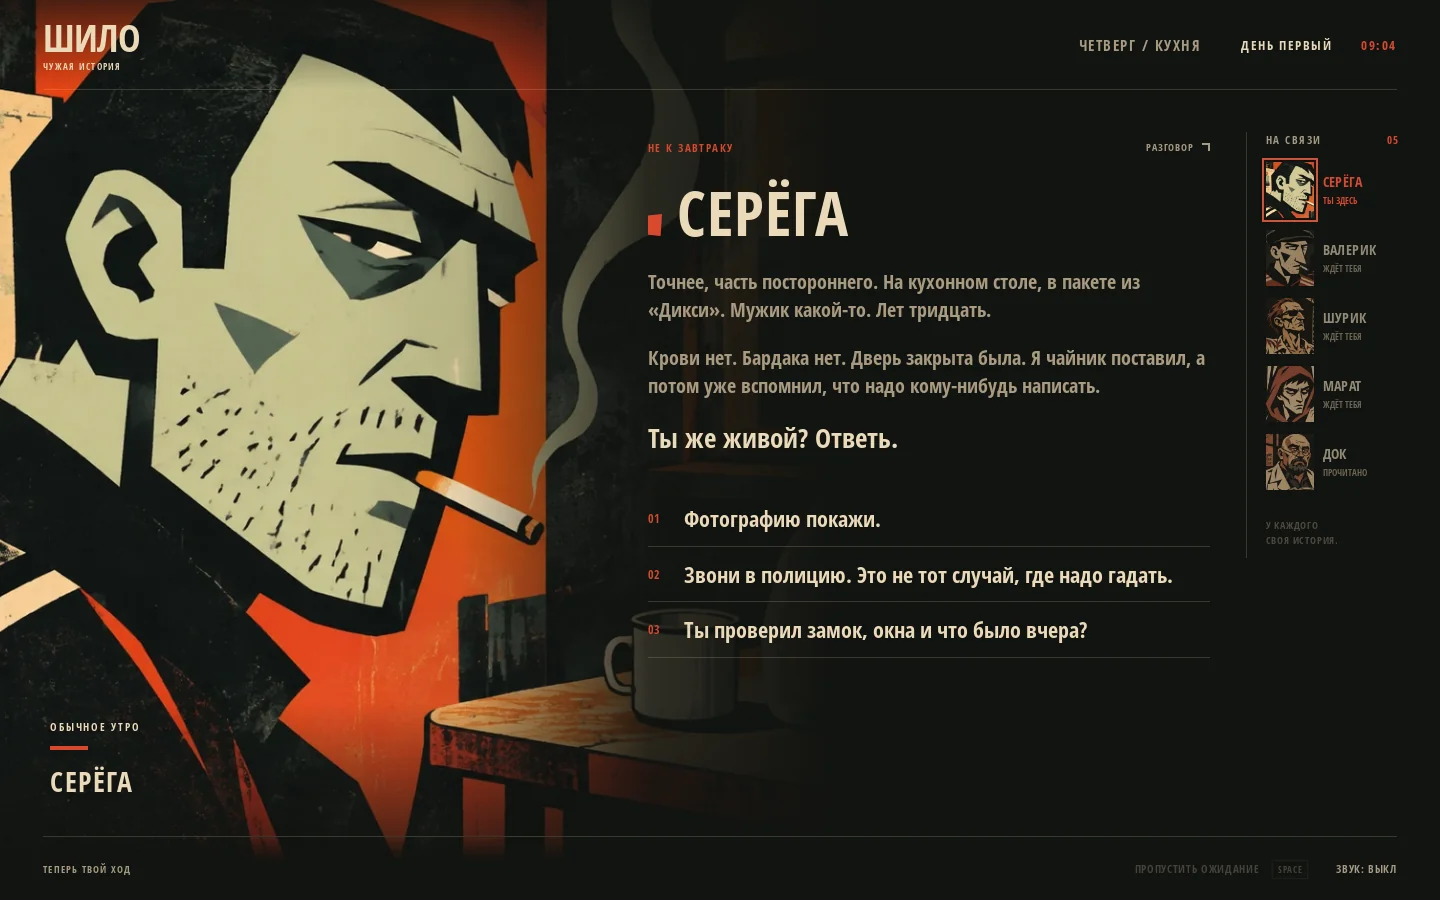 ШИЛО
ЧУЖАЯ ИСТОРИЯ
ЧЕТВЕРГ / КУХНЯ
ДЕНЬ ПЕРВЫЙ
09:04
НЕ К ЗАВТРАКУ
РАЗГОВОР
СЕРЁГА
Точнее, часть постороннего. На кухонном столе, в пакете из
«Дикси». Мужик какой-то. Лет тридцать.
Крови нет. Бардака нет. Дверь закрыта была. Я чайник поставил, а
потом уже вспомнил, что надо кому-нибудь написать.
Ты же живой? Ответь.
01 Фотографию покажи.
02 Звони в полицию. Это не тот случай, где надо гадать.
03 Ты проверил замок, окна и что было вчера?
НА СВЯЗИ 05
СЕРЁГА
ТЫ ЗДЕСЬ
ВАЛЕРИК
ЖДЁТ ТЕБЯ
ШУРИК
ЖДЁТ ТЕБЯ
МАРАТ
ЖДЁТ ТЕБЯ
ДОК
ПРОЧИТАНО
У КАЖДОГО
СВОЯ ИСТОРИЯ.
ОБЫЧНОЕ УТРО
СЕРЁГА
ТЕПЕРЬ ТВОЙ ХОД
ПРОПУСТИТЬ ОЖИДАНИЕ SPACE
ЗВУК: ВЫКЛ